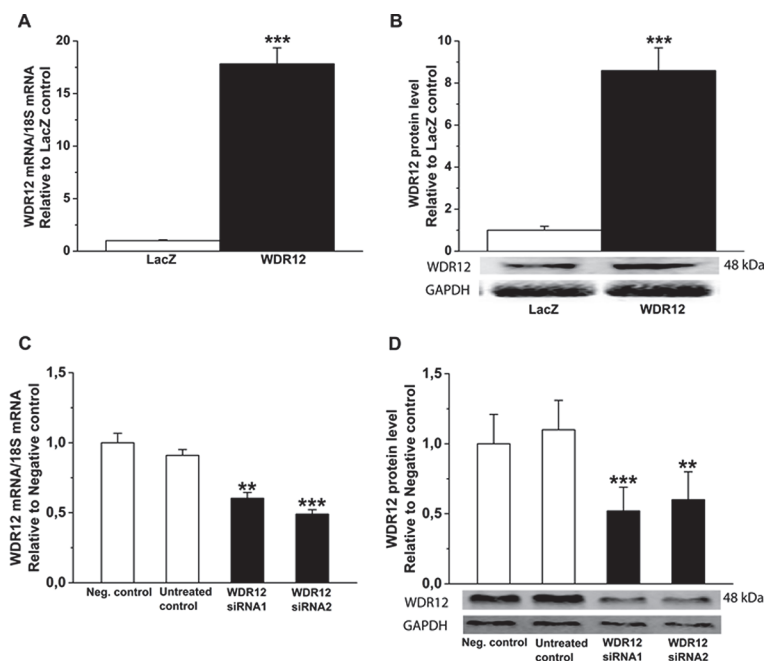 A
WDR12 mRNA/18S mRNA
Relative to LacZ control
20
15
10
5
0
***
LacZ
WDR12
B
WDR12 protein level
Relative to LacZ control
10
8
6
4
2
0
***
WDR12
48 kDa
GAPDH
LacZ
WDR12
C
WDR12 mRNA/18S mRNA
Relative to Negative control
1,5
1,0
0,5
0,0
**
***
Neg. control
Untreated
control
WDR12
siRNA1
WDR12
siRNA2
D
WDR12 protein level
Relative to Negative control
1,5
1,0
0,5
0,0
***
**
WDR12
48 kDa
GAPDH
Neg. control
Untreated
control
WDR12
siRNA1
WDR12
siRNA2